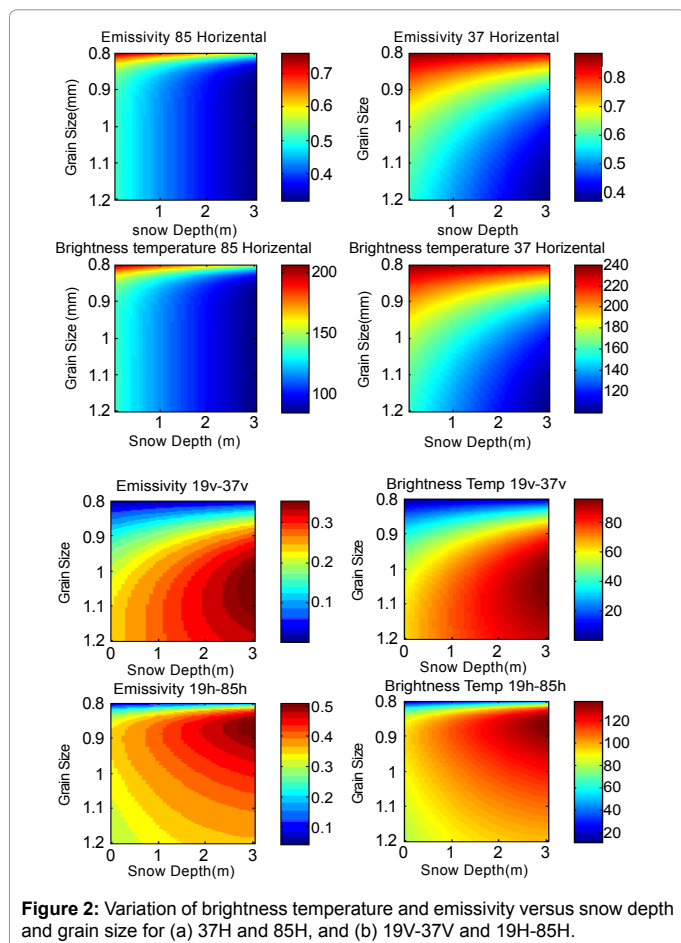 Emissivity 85 Horizental
0.8
0.9
1
1.1
1.2
Grain Size(mm)
1 2 3
snow Depth(m)
0.7
0.6
0.5
0.4
Emissivity 37 Horizental
0.8
0.9
1
1.1
1.2
Grain Size
1 2 3
snow Depth(m)
0.8
0.7
0.6
0.5
0.4
Brightness temperature 85 Horizental
0.8
0.9
1
1.1
1.2
Grain Size(mm)
1 2 3
Snow Depth (m)
200
150
100
Brightness temperature 37 Horizental
0.8
0.9
1
1.1
1.2
Grain Size(mm)
1 2 3
Snow Depth(m)
240
220
200
180
160
140
120
Emissivity 19v-37v
0.8
0.9
1
1.1
1.2
Grain Size
0 1 2 3
Snow Depth(m)
0.3
0.2
0.1
Brightness Temp 19v-37v
0.8
0.9
1
1.1
1.2
Grain Size
0 1 2 3
Snow Depth(m)
80
60
40
20
Emissivity 19h-85h
0.8
0.9
1
1.1
1.2
Grain Size
0 1 2 3
Snow Depth(m)
0.5
0.4
0.3
0.2
0.1
Brightness Temp 19h-85h
0.8
0.9
1
1.1
1.2
Grain Size
0 1 2 3
Snow Depth(m)
120
100
80
60
40
20
Figure 2: Variation of brightness temperature and emissivity versus snow depth
and grain size for (a) 37H and 85H, and (b) 19V-37V and 19H-85H.